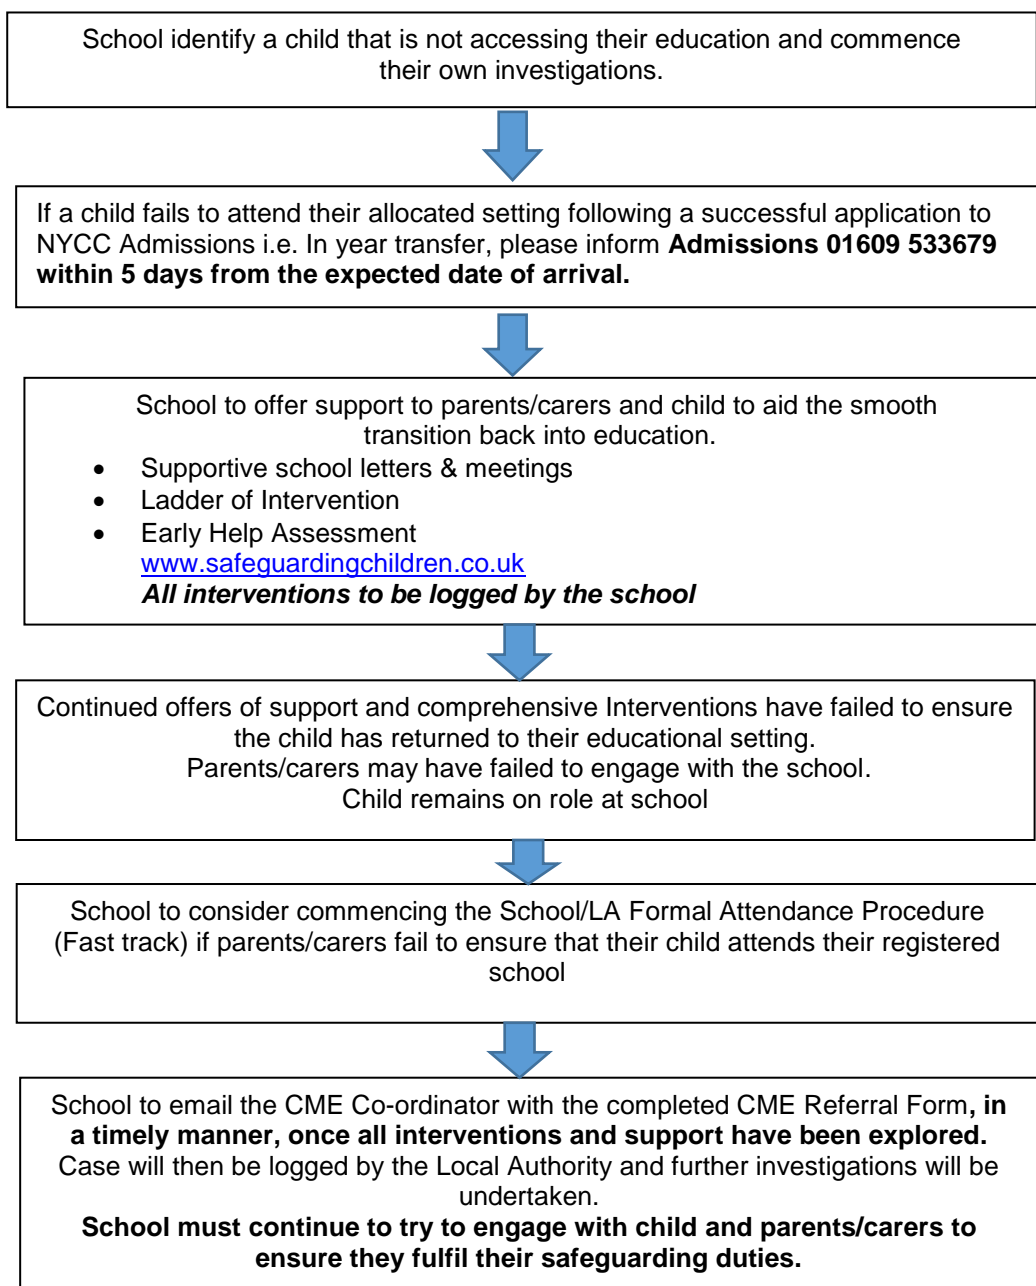 School identify a child that is not accessing their education and commence
their own investigations.
If a child fails to attend their allocated setting following a successful application to
NYCC Admissions i.e. In year transfer, please inform Admissions 01609 533679
within 5 days from the expected date of arrival.
School to offer support to parents/carers and child to aid the smooth
transition back into education.
• Supportive school letters & meetings
• Ladder of Intervention
• Early Help Assessment
www.safeguardingchildren.co.uk
All interventions to be logged by the school
Continued offers of support and comprehensive Interventions have failed to ensure
the child has returned to their educational setting.
Parents/carers may have failed to engage with the school.
Child remains on role at school
School to consider commencing the School/LA Formal Attendance Procedure
(Fast track) if parents/carers fail to ensure that their child attends their registered
school
School to email the CME Co-ordinator with the completed CME Referral Form, in
a timely manner, once all interventions and support have been explored.
Case will then be logged by the Local Authority and further investigations will be
undertaken.
School must continue to try to engage with child and parents/carers to
ensure they fulfil their safeguarding duties.